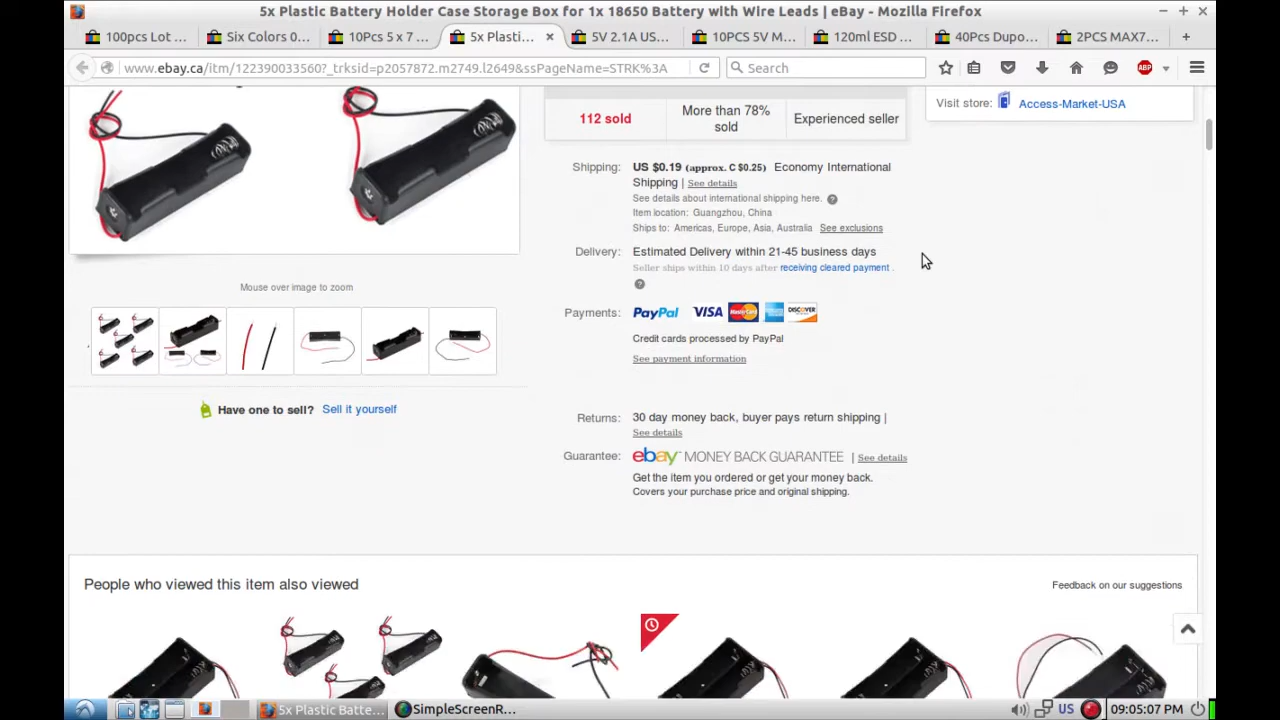 5x Plastic Battery Holder Case Storage Box for 1x 18650 Battery with Wire Leads | eBay - Mozilla Firefox
100pcs Lot ... Six Colors 0... 10Pcs 5 x 7 ... 5x Plasti... 5V 2.1A US... 10PCS 5V M... 120ml ESD ... 40Pcs Dupo... 2PCS MAX7...
www.ebay.ca/itm/122390033560?_trksid=p2057872.m2749.l2649&ssPageName=STRK%3A Search ABP
112 sold More than 78% sold Experienced seller
Visit store: Access-Market-USA
Shipping: US $0.19 (approx. C $0.25) Economy International
Shipping | See details
See details about international shipping here.
Item location: Guangzhou, China
Ships to: Americas, Europe, Asia, Australia See exclusions
Delivery: Estimated Delivery within 21-45 business days
Seller ships within 10 days after receiving cleared payment .
Mouse over image to zoom
Payments: PayPal VISA MasterCard DISCOVER
Credit cards processed by PayPal
See payment information
Have one to sell? Sell it yourself
Returns: 30 day money back, buyer pays return shipping |
See details
Guarantee: ebay MONEY BACK GUARANTEE | See details
Get the item you ordered or get your money back.
Covers your purchase price and original shipping.
People who viewed this item also viewed Feedback on our suggestions
5x Plastic Batte... SimpleScreenR... US 09:05:07 PM